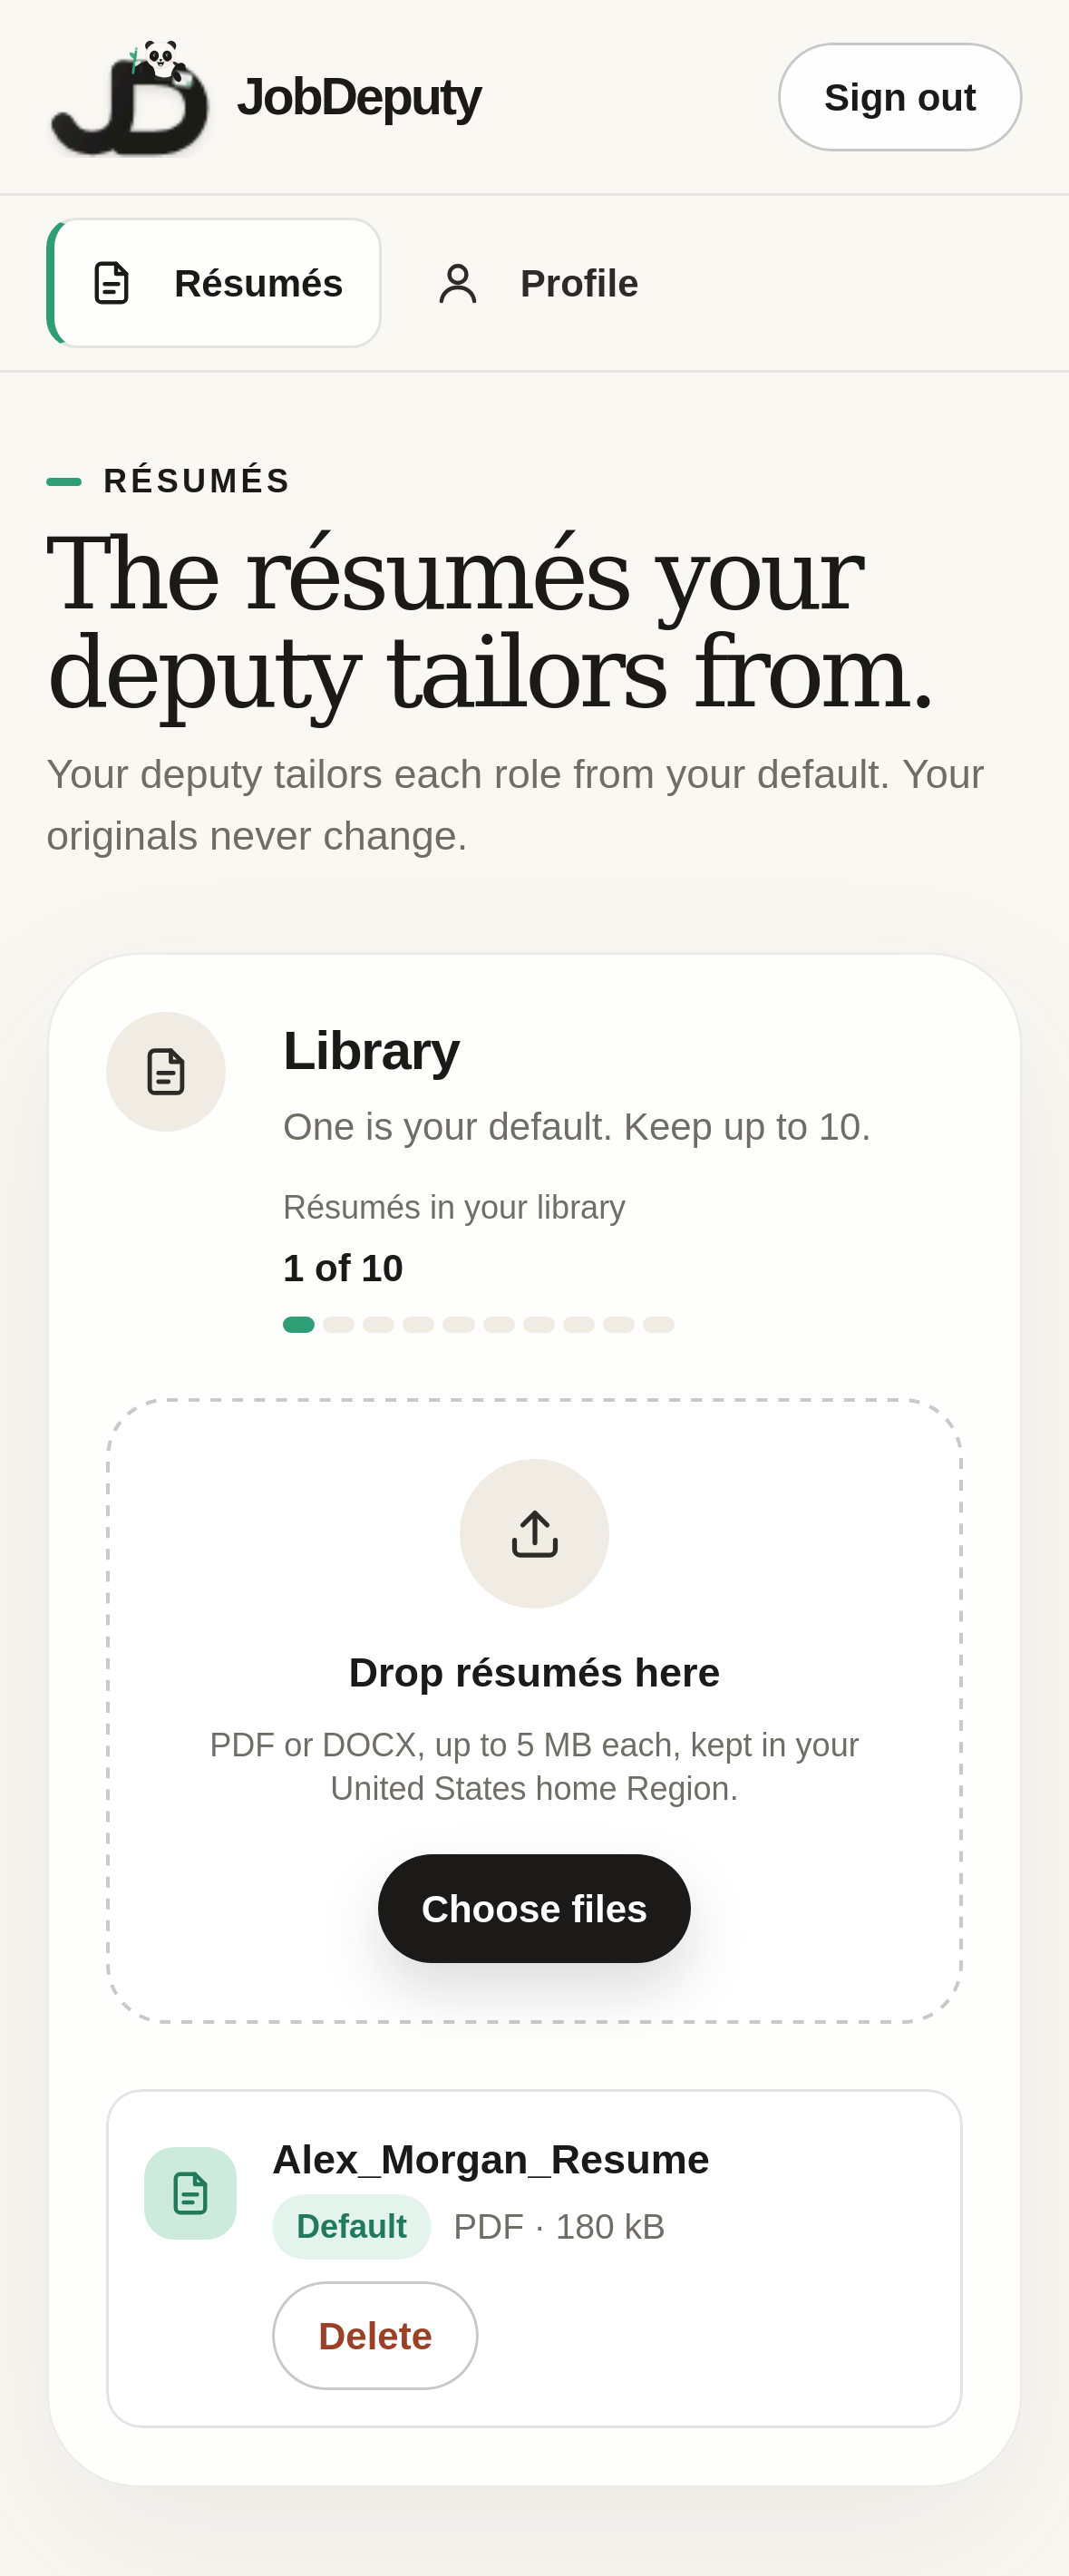 JD JobDeputy
Sign out
Résumés
Profile
RÉSUMÉS
The résumés your
deputy tailors from.
Your deputy tailors each role from your default. Your
originals never change.
Library
One is your default. Keep up to 10.
Résumés in your library
1 of 10
Drop résumés here
PDF or DOCX, up to 5 MB each, kept in your
United States home Region.
Choose files
Alex_Morgan_Resume
Default PDF · 180 kB
Delete